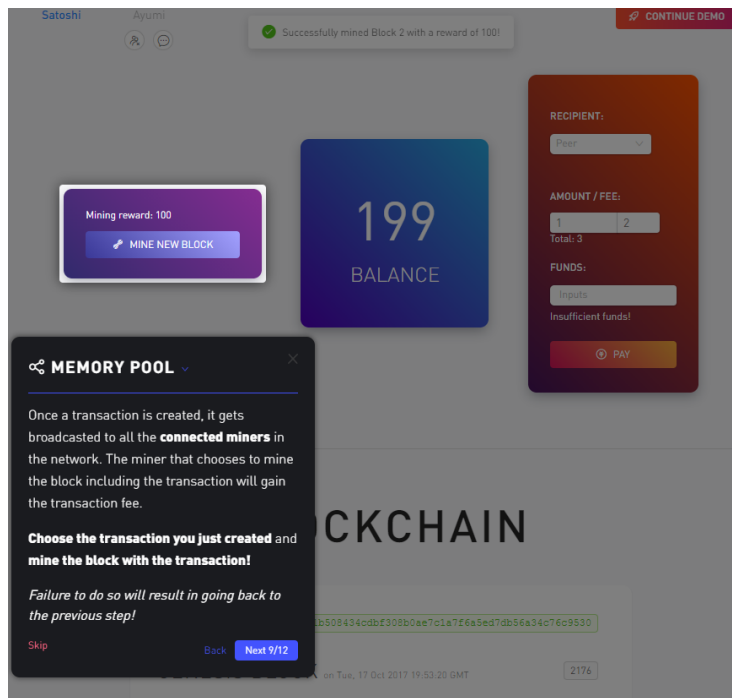 Satoshi
Ayumi
Successfully mined Block 2 with a reward of 100!
CONTINUE DEMO
RECIPIENT:
Peer
AMOUNT / FEE:
1
2
Total: 3
FUNDS:
Inputs
Insufficient funds!
PAY
Mining reward: 100
MINE NEW BLOCK
199
BALANCE
MEMORY POOL
Once a transaction is created, it gets
broadcasted to all the connected miners in
the network. The miner that chooses to mine
the block including the transaction will gain
the transaction fee.
Choose the transaction you just created and
mine the block with the transaction!
Failure to do so will result in going back to
the previous step!
Skip
Back
Next 9/12
OCKCHAIN
1b508434cdbf308b0ae7c1a7f6a5ed7db56a34c76c9530
on Tue, 17 Oct 2017 19:53:20 GMT
2176